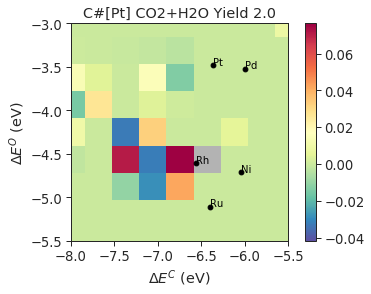 C#[Pt] CO2+H2O Yield 2.0
−3.0
−3.5
−4.0
−4.5
−5.0
−5.5
ΔE^O (eV)
Pt
Pd
Rh
Ni
Ru
−8.0 −7.5 −7.0 −6.5 −6.0 −5.5
ΔE^C (eV)
0.06
0.04
0.02
0.00
−0.02
−0.04